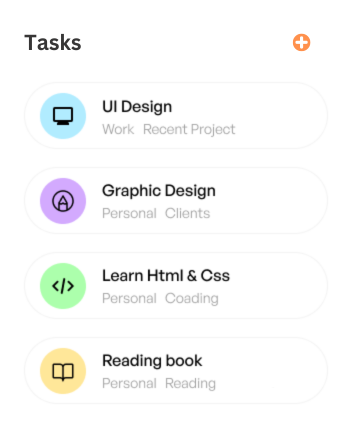 Tasks
UI Design
Work Recent Project
Graphic Design
Personal Clients
Learn Html & Css
Personal Coading
Reading book
Personal Reading